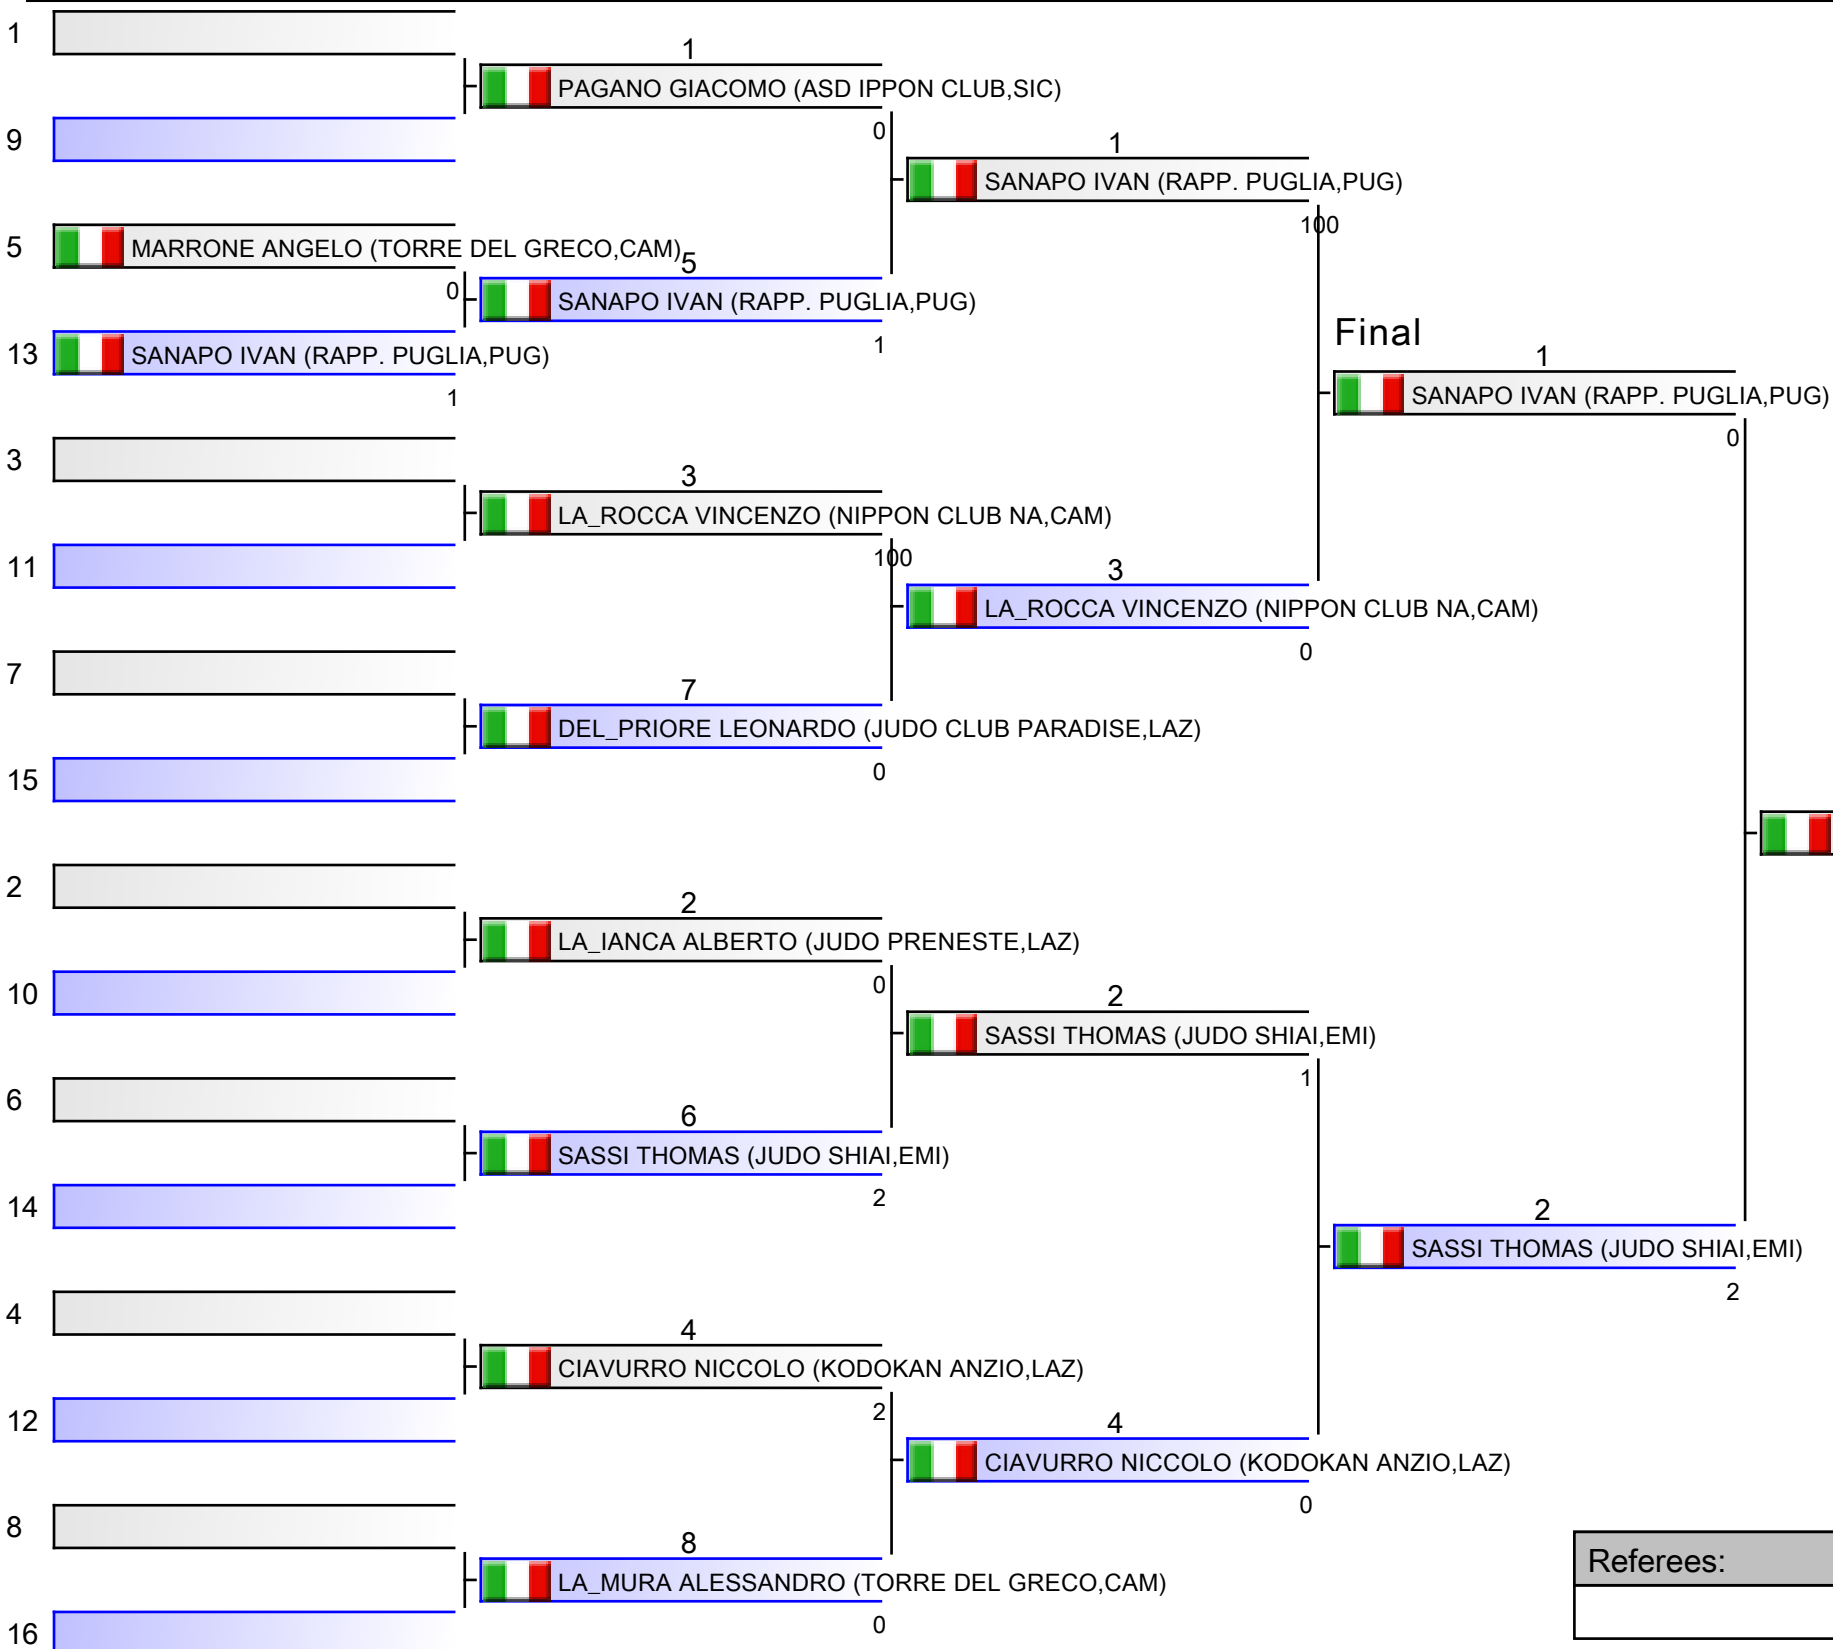 1
1
PAGANO GIACOMO (ASD IPPON CLUB,SIC)
0
9
1
SANAPO IVAN (RAPP. PUGLIA,PUG)
100
5
MARRONE ANGELO (TORRE DEL GRECO,CAM)
0
5
SANAPO IVAN (RAPP. PUGLIA,PUG)
1
13
SANAPO IVAN (RAPP. PUGLIA,PUG)
1
Final
1
SANAPO IVAN (RAPP. PUGLIA,PUG)
0
3
3
LA_ROCCA VINCENZO (NIPPON CLUB NA,CAM)
100
11
3
LA_ROCCA VINCENZO (NIPPON CLUB NA,CAM)
0
7
7
DEL_PRIORE LEONARDO (JUDO CLUB PARADISE,LAZ)
0
15
2
2
LA_IANCA ALBERTO (JUDO PRENESTE,LAZ)
0
10
2
SASSI THOMAS (JUDO SHIAI,EMI)
1
6
6
SASSI THOMAS (JUDO SHIAI,EMI)
2
14
2
SASSI THOMAS (JUDO SHIAI,EMI)
2
4
4
CIAVURRO NICCOLO (KODOKAN ANZIO,LAZ)
2
12
4
CIAVURRO NICCOLO (KODOKAN ANZIO,LAZ)
0
8
8
LA_MURA ALESSANDRO (TORRE DEL GRECO,CAM)
0
16
Referees: